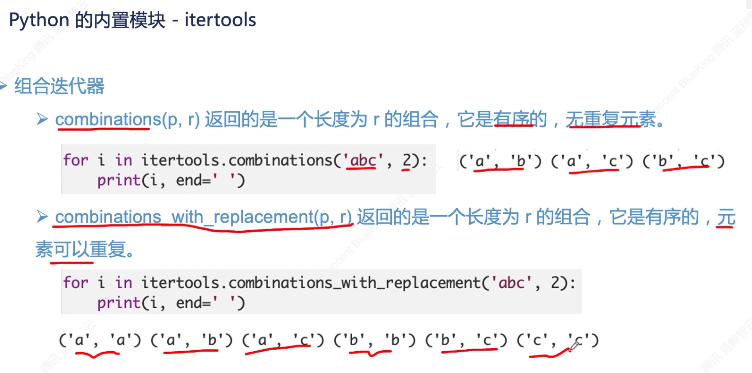 Python 的内置模块 - itertools
组合迭代器
combinations(p, r) 返回的是一个长度为 r 的组合，它是有序的，无重复元素。
for i in itertools.combinations('abc', 2):
    print(i, end=' ')
('a', 'b') ('a', 'c') ('b', 'c')
combinations_with_replacement(p, r) 返回的是一个长度为 r 的组合，它是有序的，元
素可以重复。
for i in itertools.combinations_with_replacement('abc', 2):
    print(i, end=' ')
('a', 'a') ('a', 'b') ('a', 'c') ('b', 'b') ('b', 'c') ('c', 'c')